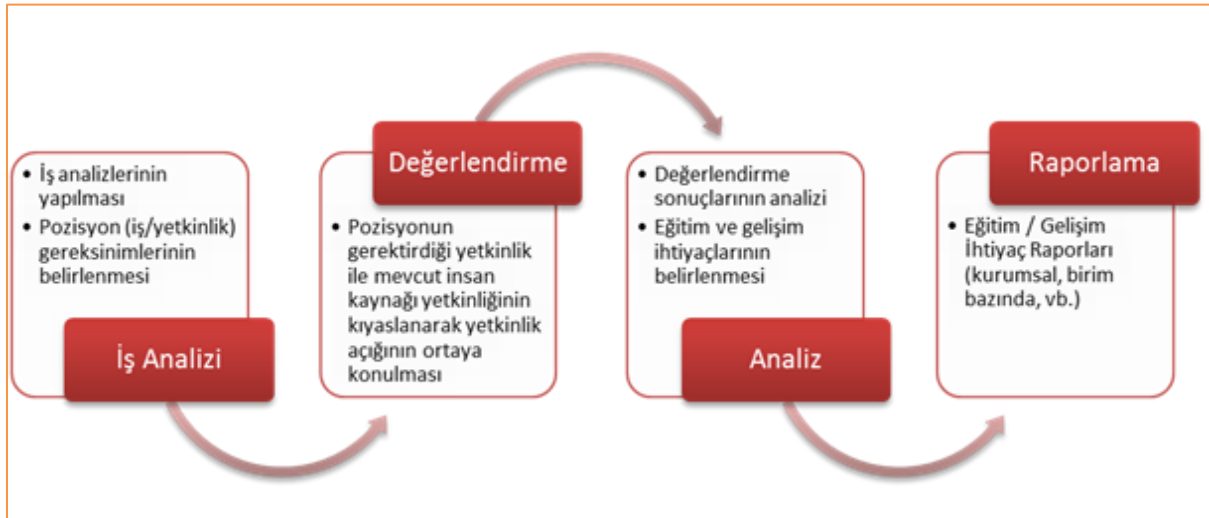 • İş analizlerinin
yapılması
• Pozisyon (iş/yetkinlik)
gereksinimlerinin
belirlenmesi
İş Analizi
Değerlendirme
• Pozisyonun
gerektirdiği yetkinlik
ile mevcut insan
kaynağı yetkinliğinin
kıyaslanarak yetkinlik
açığının ortaya
konulması
• Değerlendirme
sonuçlarının analizi
• Eğitim ve gelişim
ihtiyaçlarının
belirlenmesi
Analiz
Raporlama
• Eğitim / Gelişim
İhtiyaç Raporları
(kurumsal, birim
bazında, vb.)